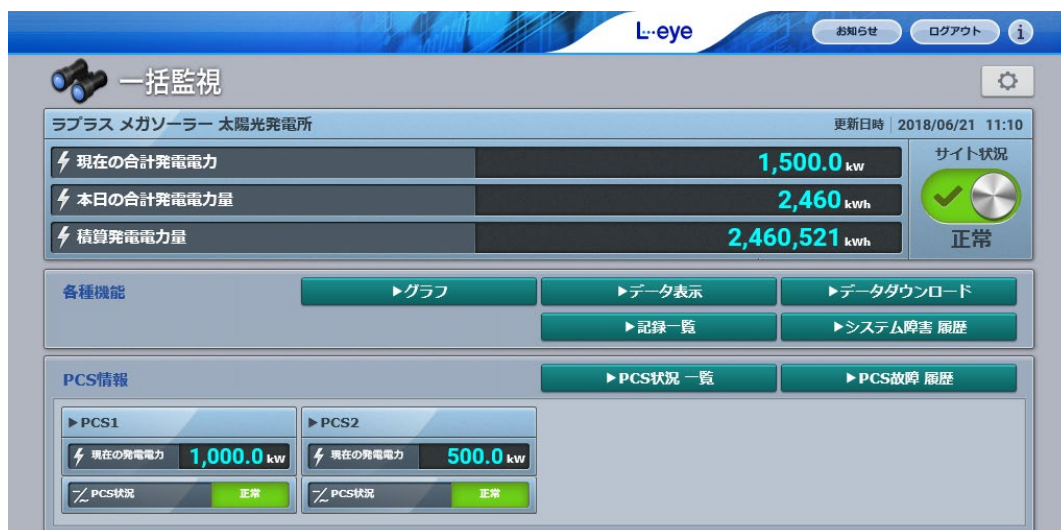 L・・eye
お知らせ
ログアウト
i
一括監視
ラプラス メガソーラー 太陽光発電所
更新日時 2018/06/21 11:10
現在の合計発電電力
1,500.0 kW
サイト状況
本日の合計発電電力量
2,460 kWh
積算発電電力量
2,460,521 kWh
正常
各種機能
▶グラフ
▶データ表示
▶データダウンロード
▶記録一覧
▶システム障害 履歴
PCS情報
▶PCS状況 一覧
▶PCS故障 履歴
▶PCS1
▶PCS2
現在の発電電力 1,000.0 kW
現在の発電電力 500.0 kW
PCS状況 正常
PCS状況 正常